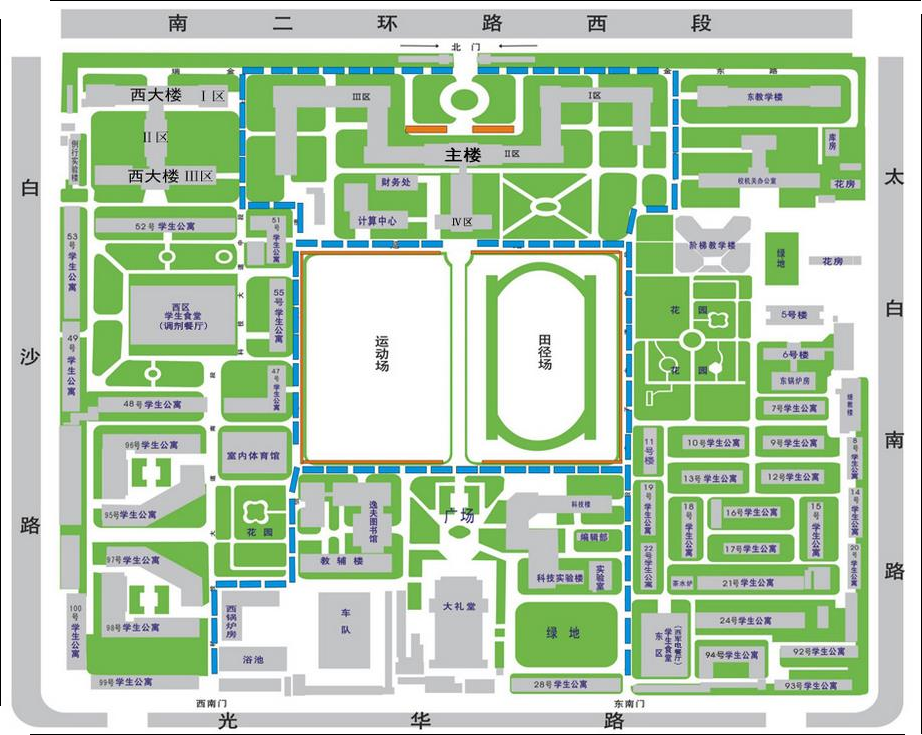 南二环路西段
北门
金 东 路
西大楼 I区
III区
I区
东教学楼
II区
主楼 II区
库房
例行实验楼
西大楼 III区
财务处
校机关办公室
花房
白沙路
太白南路
计算中心
IV区
53号学生公寓
52号学生公寓
51号学生公寓
阶梯教学楼
绿地
花房
55号学生公寓
西区
学生食堂
(调剂餐厅)
运动场
田径场
花园
5号楼
49号学生公寓
6号楼
花园
东锅炉房
47号学生公寓
48号学生公寓
7号学生公寓
96号学生公寓
室内体育馆
11号楼
10号学生公寓
9号学生公寓
8号学生公寓
13号学生公寓
12号学生公寓
95号学生公寓
花园
逸夫图书馆
广场
科技楼
编辑部
19号学生公寓
18号学生公寓
16号学生公寓
15号学生公寓
14号学生公寓
17号学生公寓
97号学生公寓
教辅楼
科技实验楼
实验室
22号学生公寓
20号学生公寓
茶水炉
21号学生公寓
100号学生公寓
98号学生公寓
西锅炉房
车队
大礼堂
绿地
东区
学生食堂
24号学生公寓
浴池
94号学生公寓
92号学生公寓
99号学生公寓
28号学生公寓
93号学生公寓
西南门
东南门
光华路